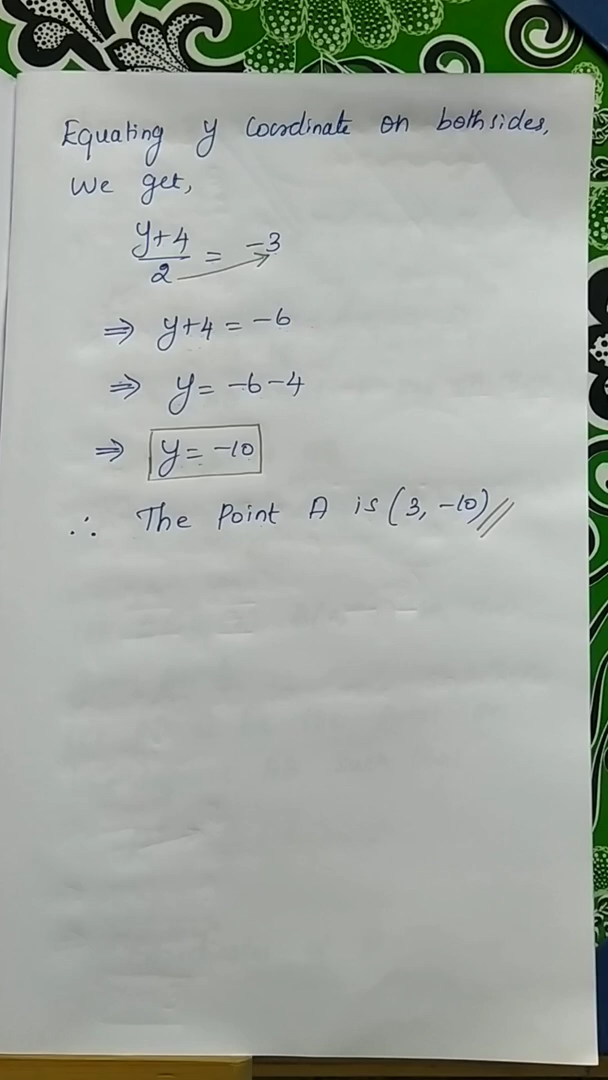 Equating y coordinate on both sides,
We get,
y+4/2 = -3
⇒ y+4 = -6
⇒ y = -6-4
⇒ y = -10
∴ The Point A is (3, -10)//